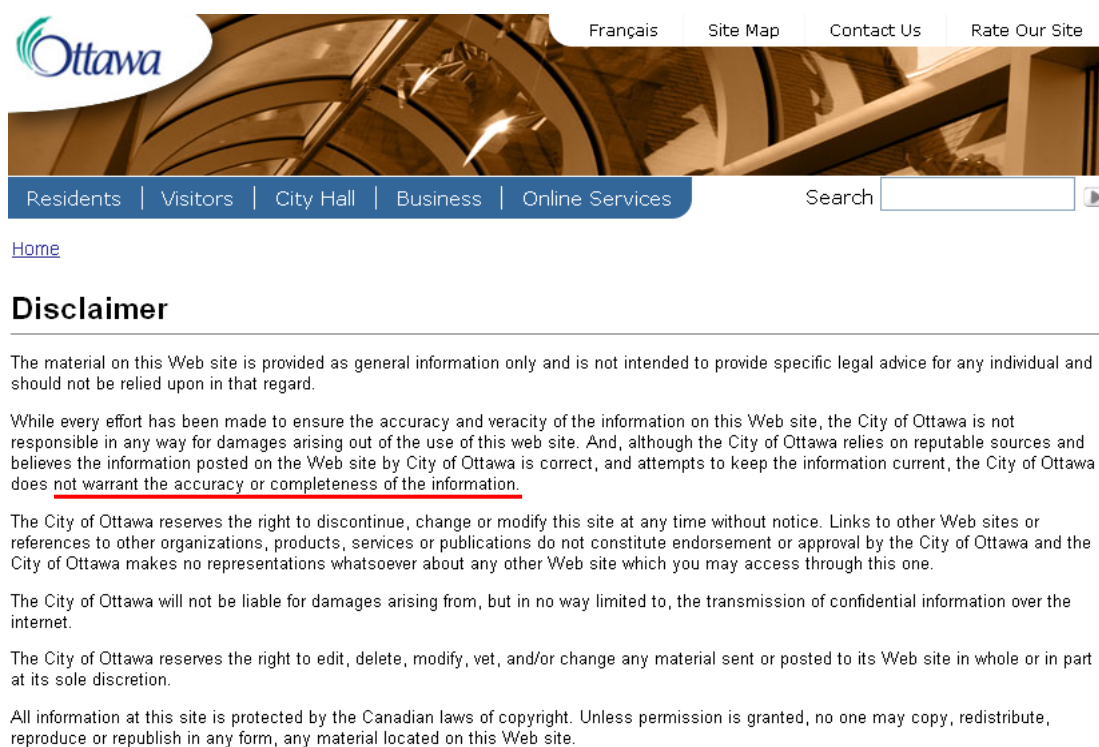 Ottawa
Français Site Map Contact Us Rate Our Site
Residents | Visitors | City Hall | Business | Online Services Search
Home
Disclaimer
The material on this Web site is provided as general information only and is not intended to provide specific legal advice for any individual and
should not be relied upon in that regard.
While every effort has been made to ensure the accuracy and veracity of the information on this Web site, the City of Ottawa is not
responsible in any way for damages arising out of the use of this web site. And, although the City of Ottawa relies on reputable sources and
believes the information posted on the Web site by City of Ottawa is correct, and attempts to keep the information current, the City of Ottawa
does not warrant the accuracy or completeness of the information.
The City of Ottawa reserves the right to discontinue, change or modify this site at any time without notice. Links to other Web sites or
references to other organizations, products, services or publications do not constitute endorsement or approval by the City of Ottawa and the
City of Ottawa makes no representations whatsoever about any other Web site which you may access through this one.
The City of Ottawa will not be liable for damages arising from, but in no way limited to, the transmission of confidential information over the
internet.
The City of Ottawa reserves the right to edit, delete, modify, vet, and/or change any material sent or posted to its Web site in whole or in part
at its sole discretion.
All information at this site is protected by the Canadian laws of copyright. Unless permission is granted, no one may copy, redistribute,
reproduce or republish in any form, any material located on this Web site.